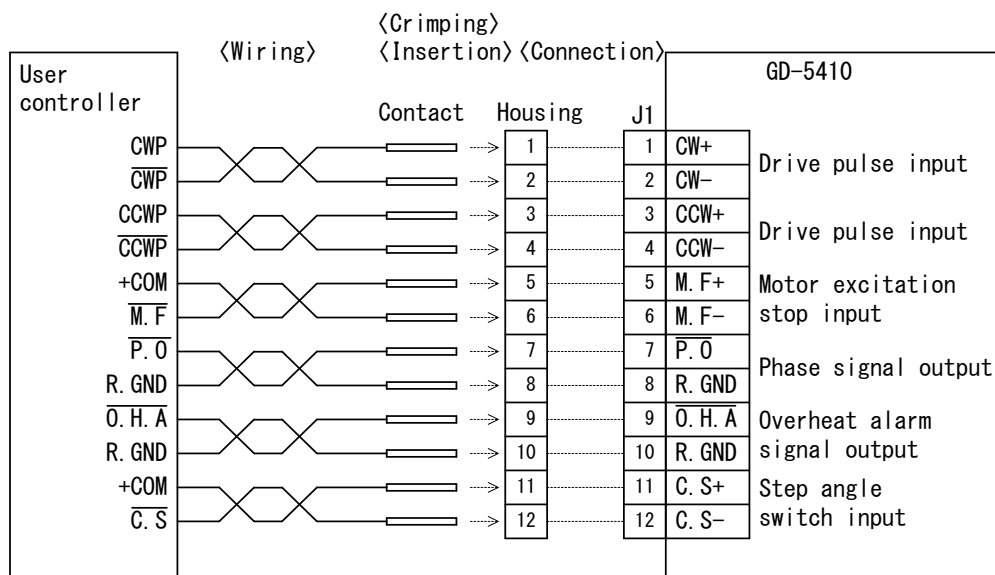 〈Crimping〉
〈Wiring〉 〈Insertion〉 〈Connection〉
User
controller
GD-5410
Contact Housing J1
CWP 1 1 CW+
C̅W̅P̅ 2 2 CW-
Drive pulse input
CCWP 3 3 CCW+
C̅C̅W̅P̅ 4 4 CCW-
Drive pulse input
+COM 5 5 M.F+ Motor excitation
M̅.̅F̅ 6 6 M.F- stop input
P̅.̅O̅ 7 7 P̅.̅O̅
R.GND 8 8 R.GND
Phase signal output
O̅.̅H̅.̅A̅ 9 9 O̅.̅H̅.̅A̅ Overheat alarm
R.GND 10 10 R.GND signal output
+COM 11 11 C.S+ Step angle
C̅.̅S̅ 12 12 C.S- switch input